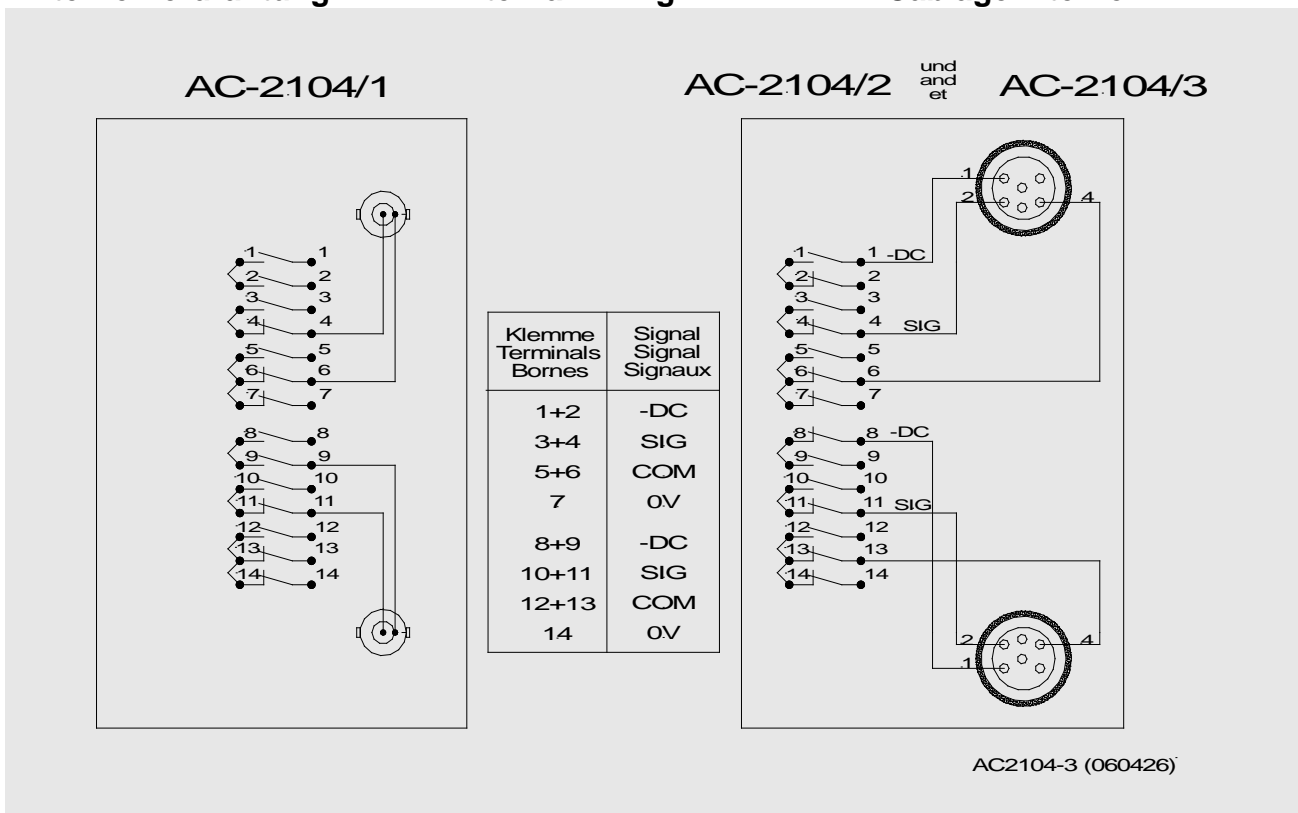 AC-2104/1
AC-2104/2 und and et AC-2104/3
1 1
2 2
3 3
4 4
5 5
6 6
7 7
8 8
9 9
10 10
11 11
12 12
13 13
14 14
Klemme Signal
Terminals Signal
Bornes Signaux
1+2 -DC
3+4 SIG
5+6 COM
7 0V
8+9 -DC
10+11 SIG
12+13 COM
14 0V
1
2 4
1 1 -DC
2 2
3 3
4 4 SIG
5 5
6 6
7 7
8 8 -DC
9 9
10 10
11 11 SIG
12 12
13 13
14 14
2 4
1
AC2104-3 (060426)